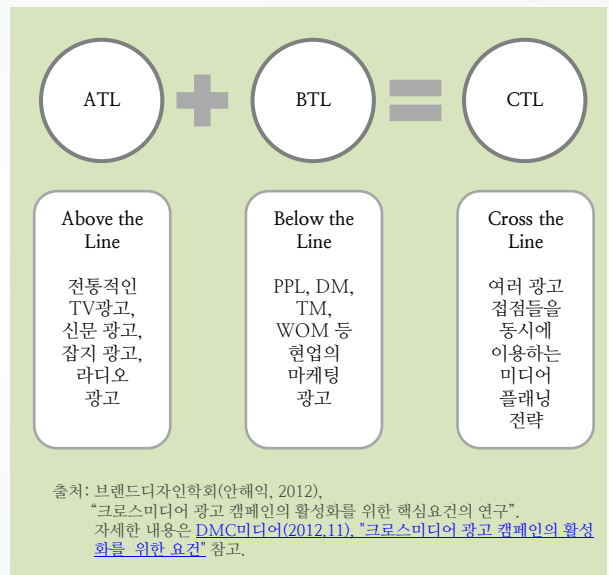 ATL
BTL
CTL
Above the
Line
전통적인
TV광고,
신문 광고,
잡지 광고,
라디오
광고
Below the
Line
PPL, DM,
TM,
WOM 등
현업의
마케팅
광고
Cross the
Line
여러 광고
접점들을
동시에
이용하는
미디어
플래닝
전략
출처: 브랜드디자인학회(안해익, 2012),
“크로스미디어 광고 캠페인의 활성화를 위한 핵심요건의 연구”.
자세한 내용은 DMC미디어(2012.11), "크로스미디어 광고 캠페인의 활성
화를 위한 요건" 참고.